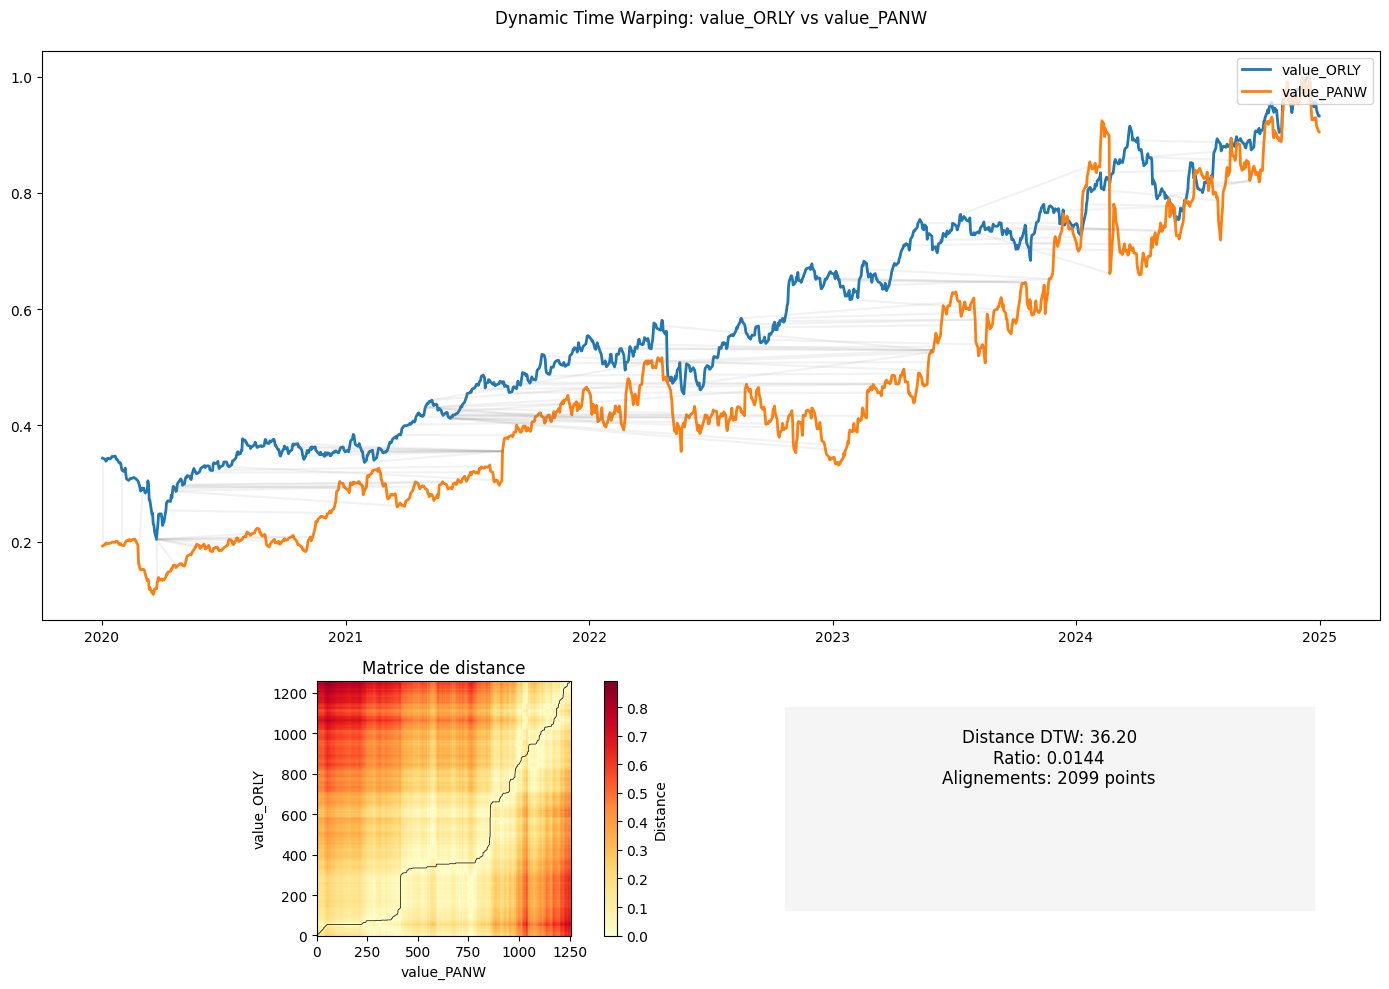 Dynamic Time Warping: value_ORLY vs value_PANW
value_ORLY
value_PANW
1.0
0.8
0.6
0.4
0.2
2020 2021 2022 2023 2024 2025
Matrice de distance
value_ORLY
1200
1000
800
600
400
200
0
0 250 500 750 1000 1250
value_PANW
0.8
0.7
0.6
0.5
0.4
0.3
0.2
0.1
0.0
Distance
Distance DTW: 36.20
Ratio: 0.0144
Alignements: 2099 points